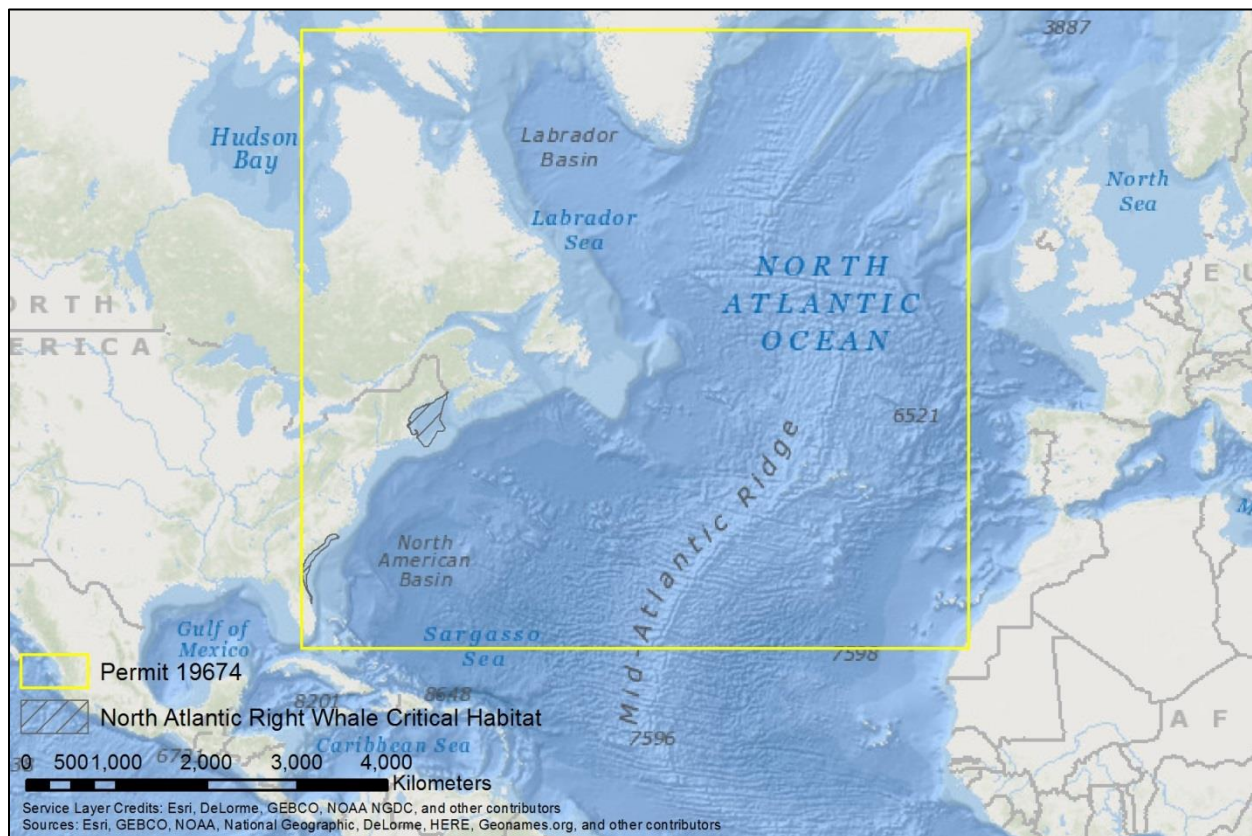 3887
Hudson
Bay
Labrador
Basin
North
Sea
Labrador
Sea
NORTH
ATLANTIC
OCEAN
ORTH
ERICA
E
6521
Mid-Atlantic Ridge
North
American
Basin
Gulf of
Mexico
Sargasso
Sea
7598
M
Permit 19674
8201
8648
North Atlantic Right Whale Critical Habitat
7596
A F
Caribbean Sea
0 500 1,000 2,000 3,000 4,000
Kilometers
Service Layer Credits: Esri, DeLorme, GEBCO, NOAA NGDC, and other contributors
Sources: Esri, GEBCO, NOAA, National Geographic, DeLorme, HERE, Geonames.org, and other contributors